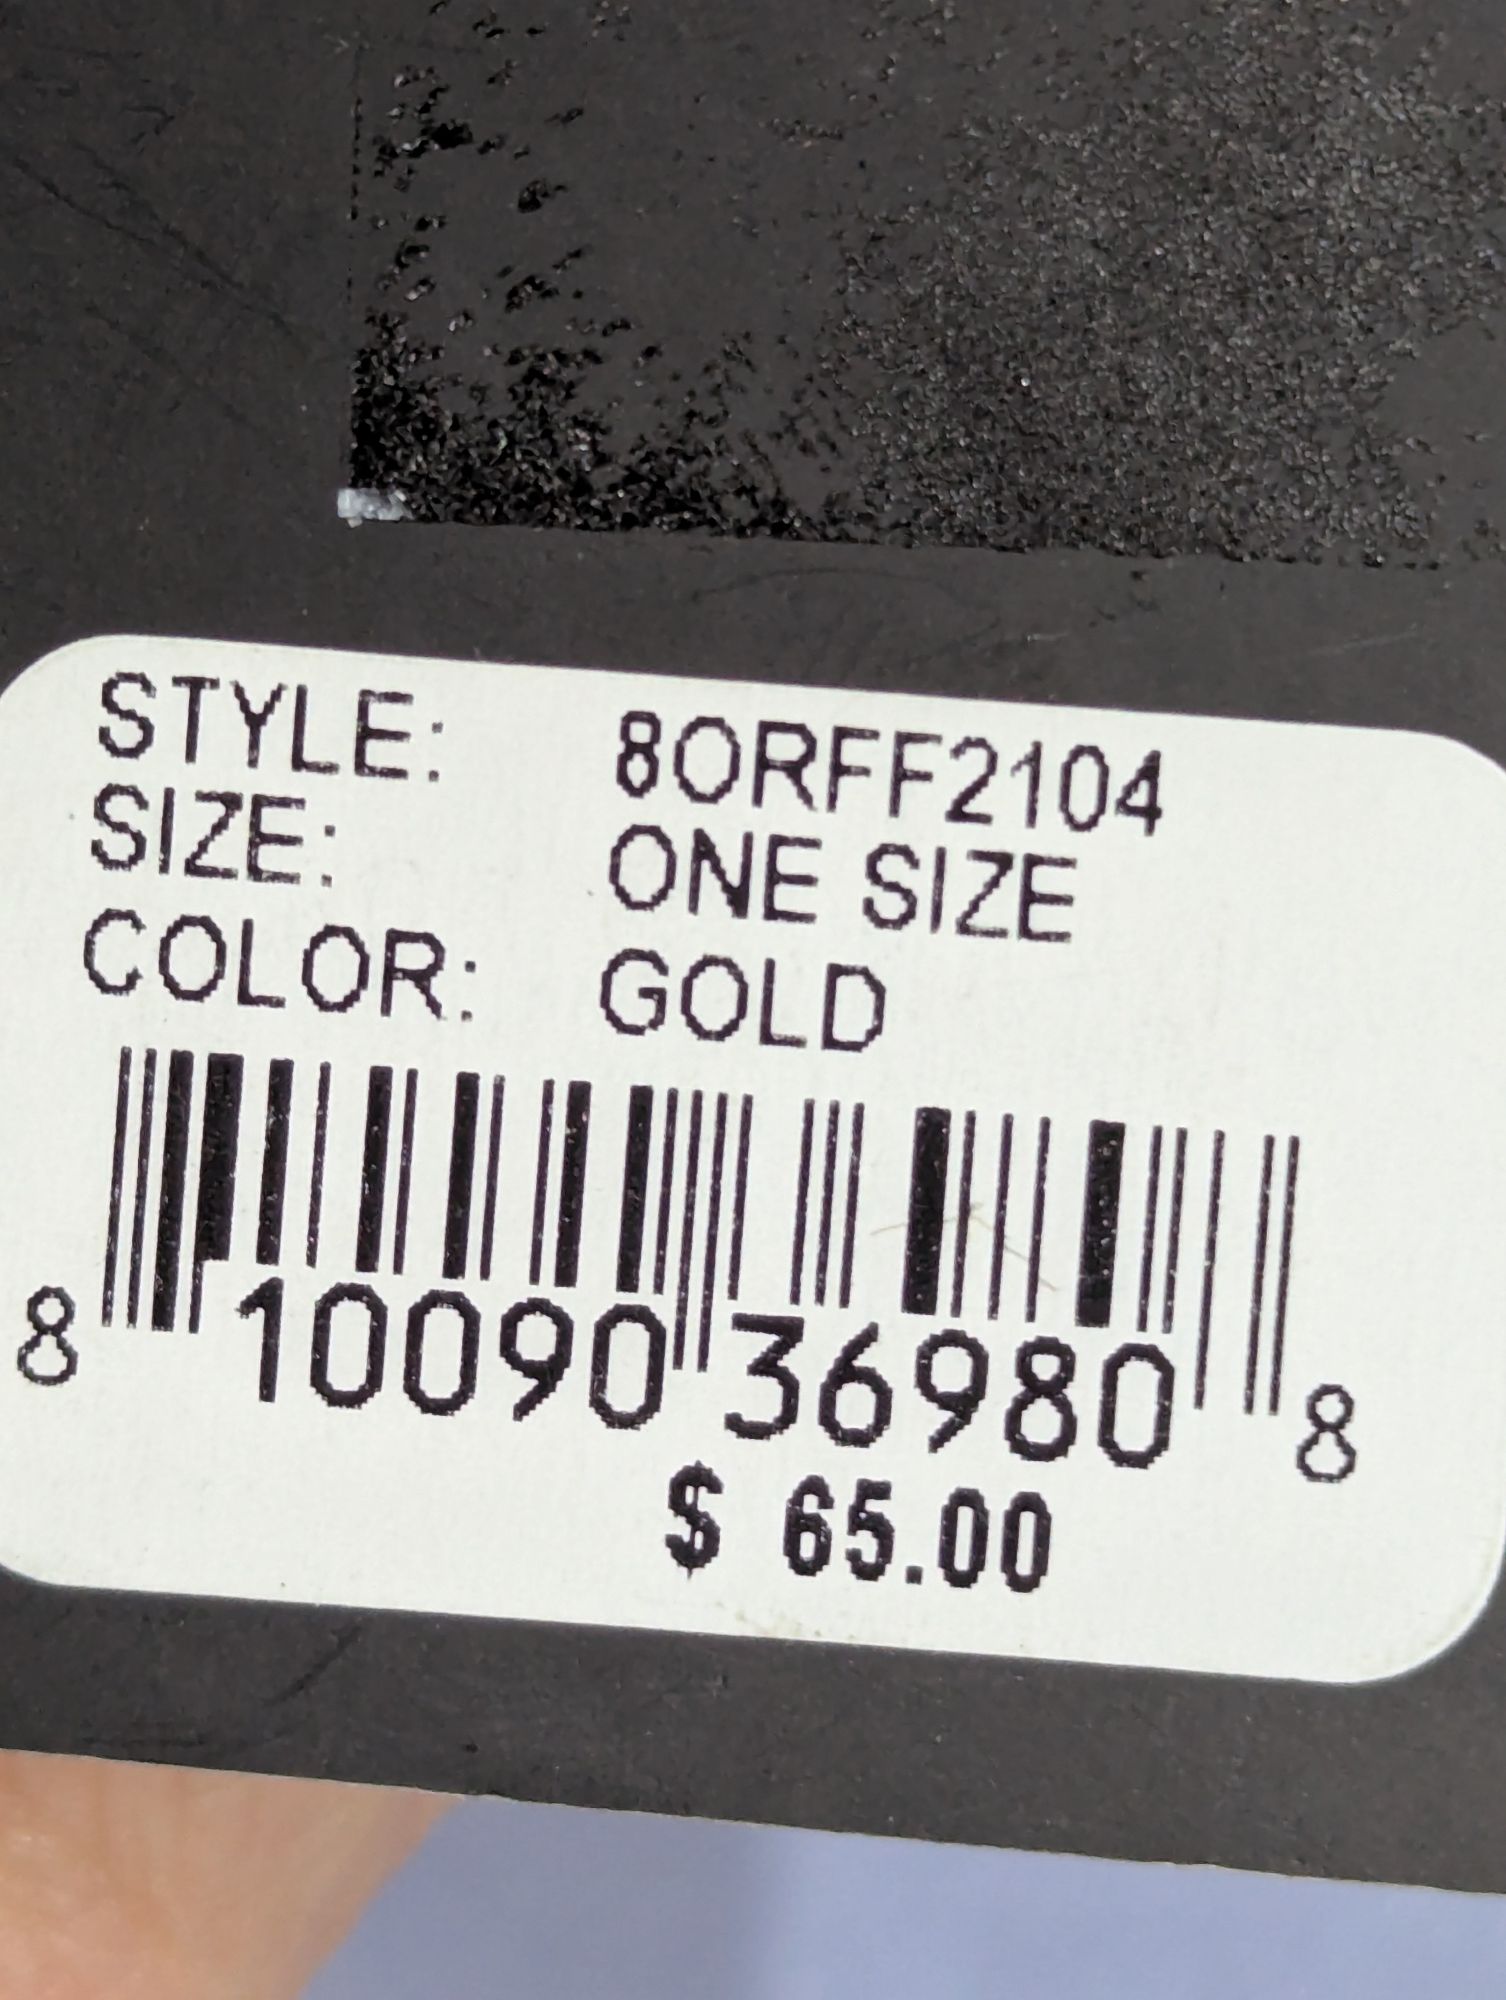 STYLE: 8ORFF2104
SIZE: ONE SIZE
COLOR: GOLD
8 10090 36980 8
$ 65.00